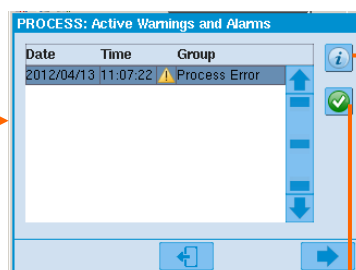 PROCESS: Active Warnings and Alarms
Date Time Group
2012/04/13 11:07:22 Process Error